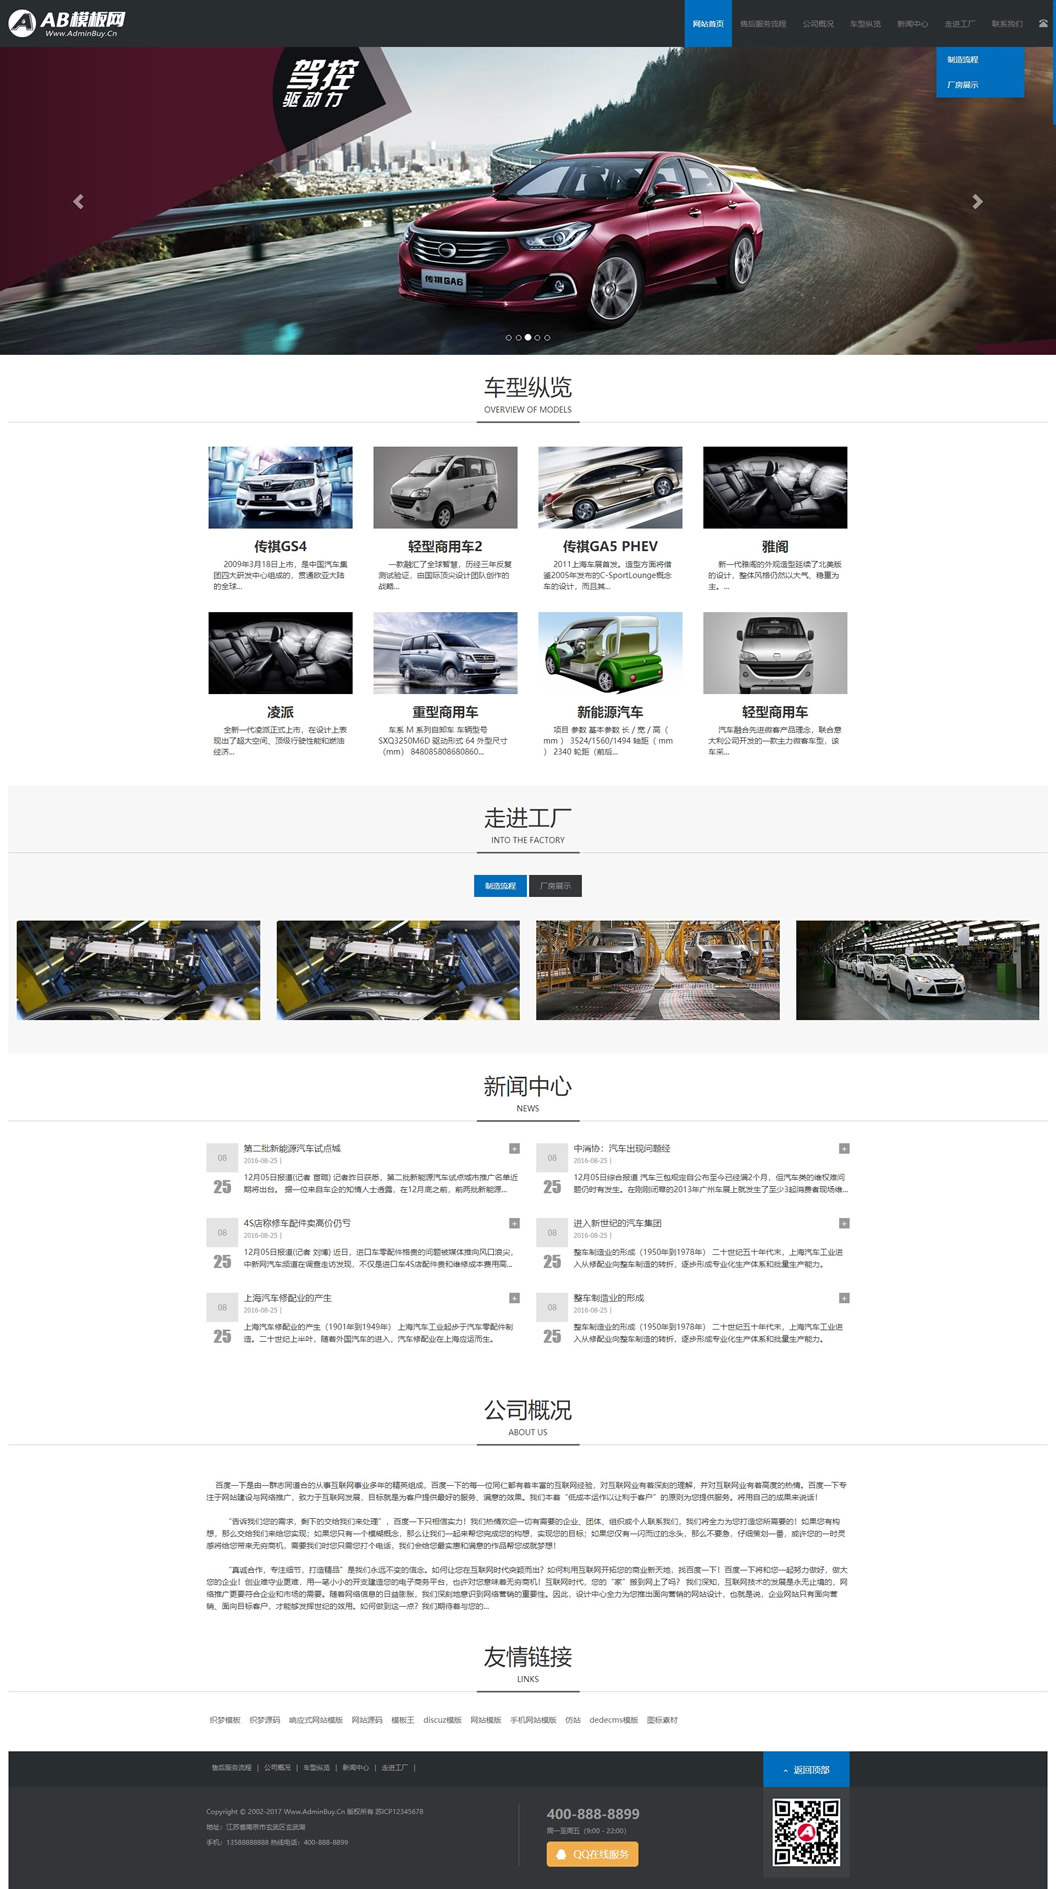 AB模板网
Www.AdminBuy.Cn
网站首页 售后服务流程 公司概况 车型纵览 新闻中心 走进工厂 联系我们
制造流程
厂房展示
驾控
驱动力
传祺GA6
车型纵览
OVERVIEW OF MODELS
传祺GS4
2009年3月18日上市，是中国汽车集
团四大研发中心组成的，贯通欧亚大陆
的全球...
轻型商用车2
一款融汇了全球智慧，历经三年反复
测试验证，由国际顶尖设计团队创作的
战略...
传祺GA5 PHEV
2011上海车展首发。造型方面将借
鉴2005年发布的C-SportLounge概念
车的设计，而且其...
雅阁
新一代雅阁的外观造型延续了北美版
的设计，整体风格仍然以大气、稳重为
主。...
凌派
全新一代凌派正式上市，在设计上表
现出了超大空间、顶级行驶性能和燃油
经济...
重型商用车
车系 M 系列自卸车 车辆型号
SXQ3250M6D 驱动形式 64 外型尺寸
（mm） 848085808680860...
新能源汽车
项目 参数 基本参数 长 / 宽 / 高（
mm ） 3524/1560/1494 轴距（ mm
） 2340 轮距（前后...
轻型商用车
汽车融合先进微客产品理念，联合意
大利公司开发的一款主力微客车型，该
车采...
走进工厂
INTO THE FACTORY
制造流程 厂房展示
新闻中心
NEWS
08
25
第二批新能源汽车试点城
2016-08-25 |
12月05日报道(记者 曹璐) 记者昨日获悉，第二批新能源汽车试点城市推广名单近
期将出台。 据一位来自车企的知情人士透露，在12月底之前，前两批新能源...
08
25
中消协：汽车出现问题经
2016-08-25 |
12月05日综合报道 汽车三包规定自公布至今已经满2个月，但汽车类的维权难问
题仍时有发生。在刚刚闭幕的2013年广州车展上就发生了至少3起消费者现场维...
08
25
4S店称修车配件卖高价仍亏
2016-08-25 |
12月05日报道(记者 刘博) 近日，进口车零配件格贵的问题被媒体推向风口浪尖，
中新网汽车频道在调查走访发现，不仅是进口车4S店配件贵和维修成本费用高...
08
25
进入新世纪的汽车集团
2016-08-25 |
整车制造业的形成（1950年到1978年） 二十世纪五十年代末，上海汽车工业进
入从修配业向整车制造的转折，逐步形成专业化生产体系和批量生产能力。
08
25
上海汽车修配业的产生
2016-08-25 |
上海汽车修配业的产生（1901年到1949年） 上海汽车工业起步于汽车零配件制
造。二十世纪上半叶，随着外国汽车的进入，汽车修配业在上海应运而生。
08
25
整车制造业的形成
2016-08-25 |
整车制造业的形成（1950年到1978年） 二十世纪五十年代末，上海汽车工业进
入从修配业向整车制造的转折，逐步形成专业化生产体系和批量生产能力。
公司概况
ABOUT US
百度一下是由一群志同道合的从事互联网事业多年的精英组成，百度一下的每一位同仁都有着丰富的互联网经验，对互联网业有着深刻的理解，并对互联网业有着高度的热情。百度一下专
注于网站建设与网络推广，致力于互联网发展，目标就是为客户提供最好的服务、满意的效果。我们本着“低成本运作以让利于客户”的原则为您提供服务。将用自己的成果来说话！
“告诉我们您的需求，剩下的交给我们来处理”，百度一下只相信实力！我们热情欢迎一切有需要的企业、团体、组织或个人联系我们，我们将全力为您打造您所需要的！如果您有构
想，那么交给我们来给您实现；如果您只有一个模糊概念，那么让我们一起来帮您完成您的构想，实现您的目标；如果您仅有一闪而过的念头，那么不要急，仔细策划一番，或许您的一时灵
感将给您带来无穷商机，需要我们时您只需您打个电话，我们会给您最实惠和满意的作品帮您成就梦想！
“真诚合作，专注细节，打造精品”是我们永远不变的信念。如何让您在互联网时代突颖而出？如何利用互联网开拓您的商业新天地，找百度一下！百度一下将和您一起努力做好，做大
您的企业！创业难守业更难，用一笔小小的开支建造您的电子商务平台，也许对您意味着无穷商机！互联网时代，您的“家”搬到网上了吗？ 我们深知，互联网技术的发展是永无止境的，网
络推广更要符合企业和市场的需要。随着网络信息的日益膨胀，我们深刻地意识到网络营销的重要性。因此，设计中心全力为您推出面向营销的网站设计，也就是说，企业网站只有面向营
销、面向目标客户，才能够发挥世纪的效用。如何做到这一点？我们期待着与您的...
友情链接
LINKS
织梦模板 织梦源码 响应式网站模版 网站源码 模板王 discuz模版 网站模版 手机网站模版 仿站 dedecms模版 图标素材
售后服务流程 | 公司概况 | 车型纵览 | 新闻中心 | 走进工厂 |
返回顶部
Copyright © 2002-2017 Www.AdminBuy.Cn 版权所有 苏ICP12345678
地址：江苏省南京市玄武区玄武湖
手机：13588888888 热线电话：400-888-8899
400-888-8899
周一至周五（9:00 - 22:00）
QQ在线服务